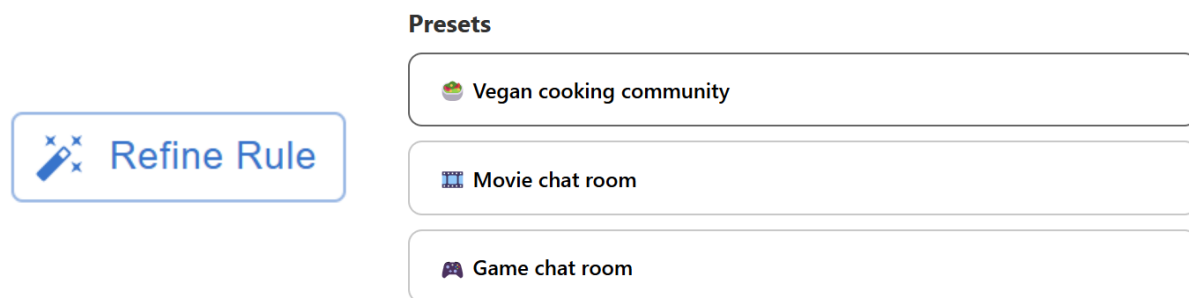 Refine Rule
Presets
Vegan cooking community
Movie chat room
Game chat room